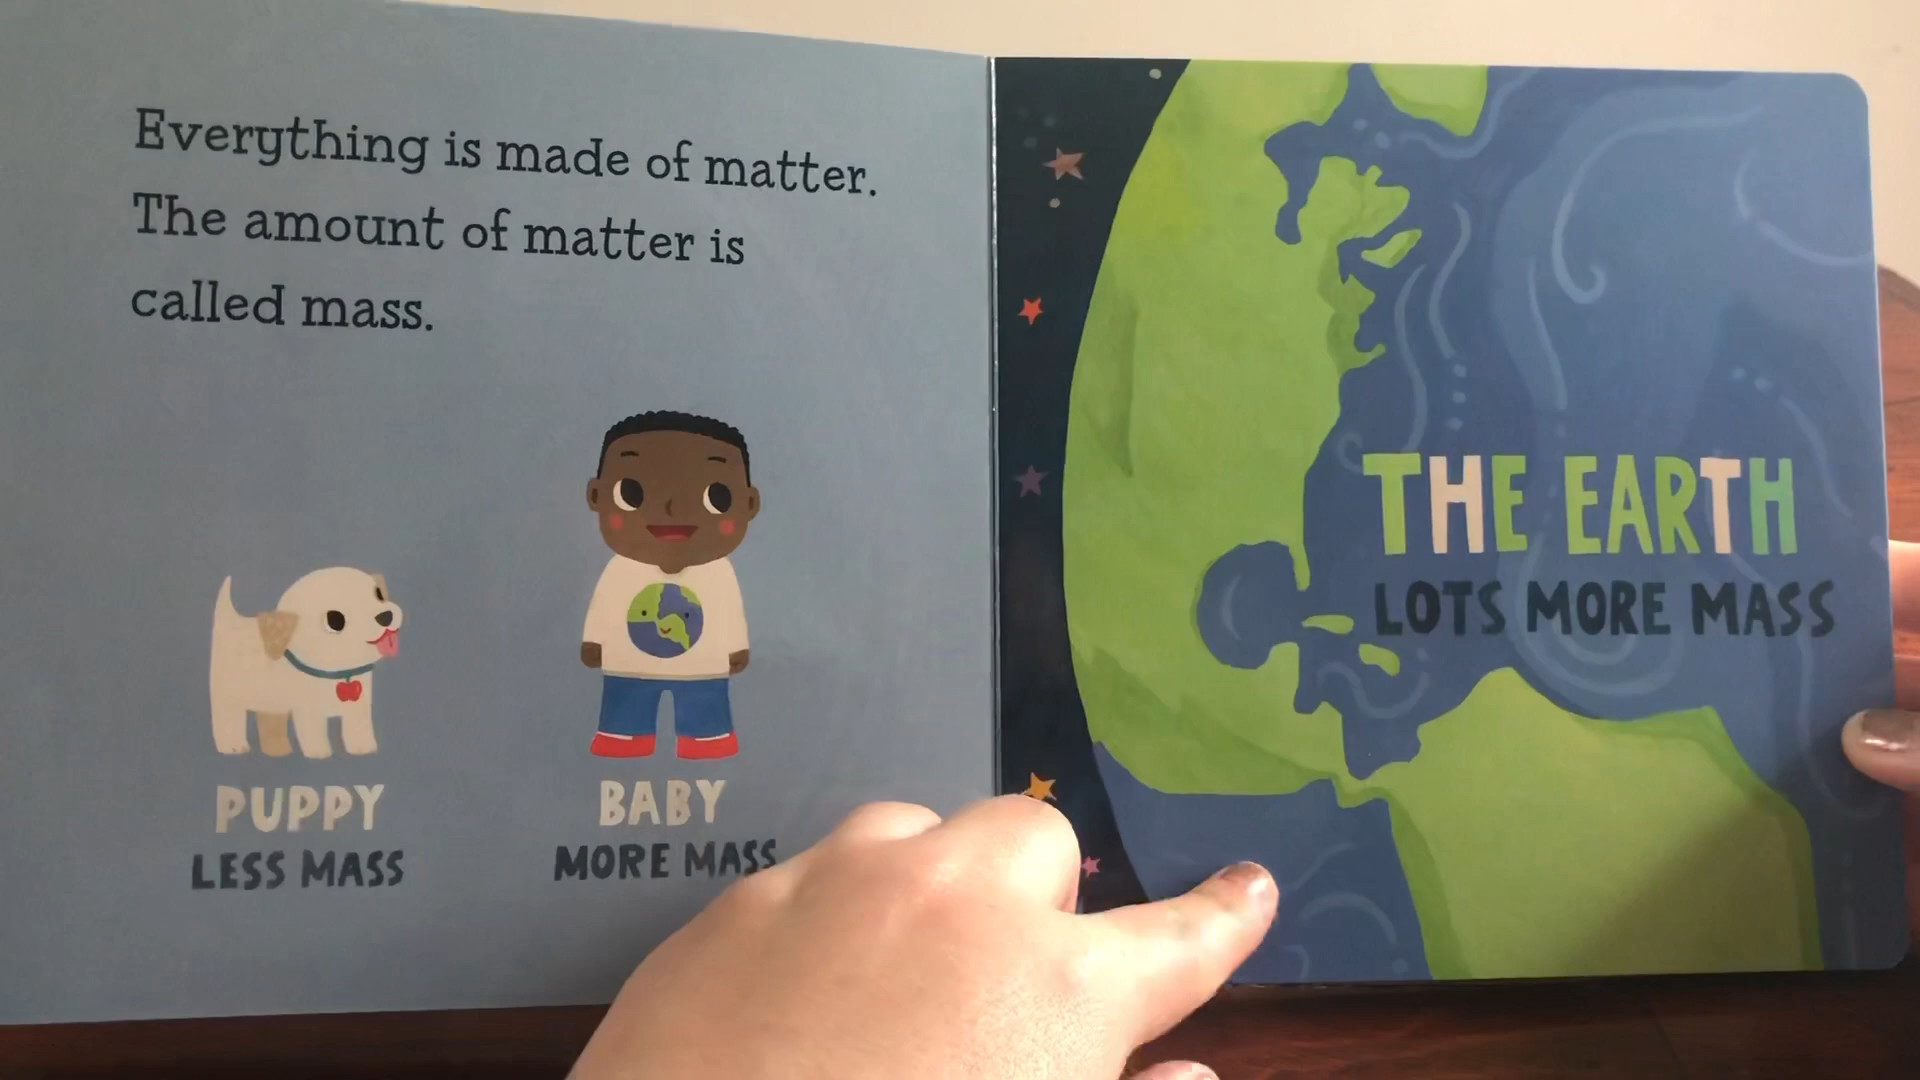 Everything is made of matter.
The amount of matter is
called mass.
PUPPY
LESS MASS
BABY
MORE MASS
THE EARTH
LOTS MORE MASS